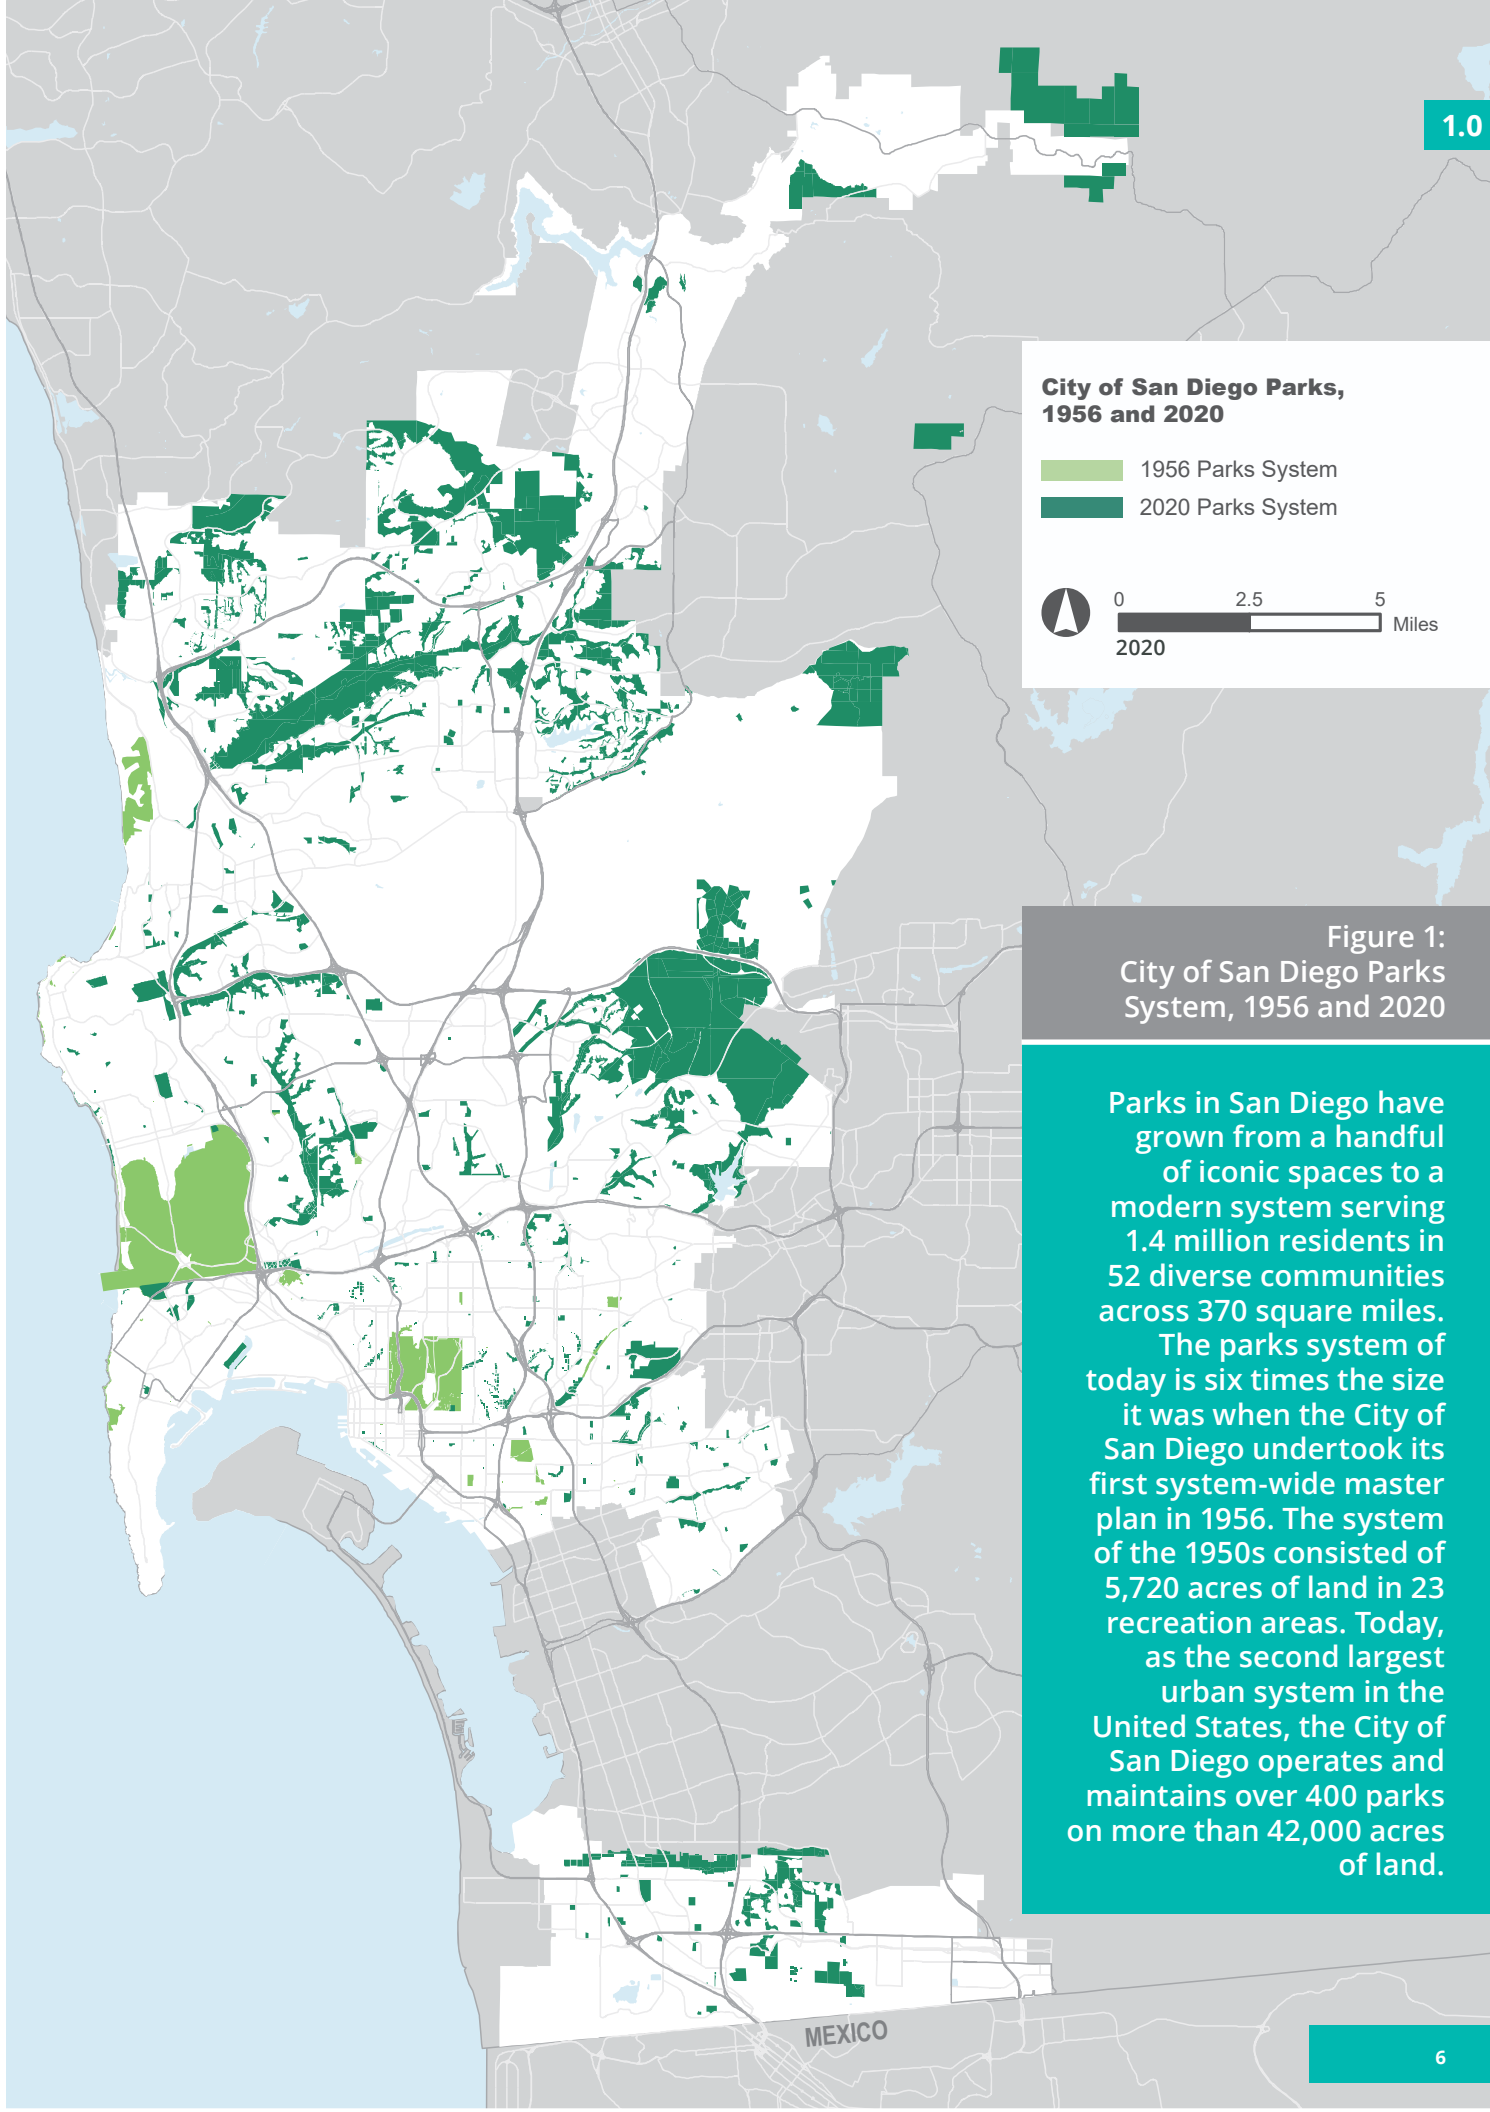 1.0
City of San Diego Parks,
1956 and 2020
1956 Parks System
2020 Parks System
0 2.5 5
Miles
2020
Figure 1:
City of San Diego Parks
System, 1956 and 2020
Parks in San Diego have
grown from a handful
of iconic spaces to a
modern system serving
1.4 million residents in
52 diverse communities
across 370 square miles.
The parks system of
today is six times the size
it was when the City of
San Diego undertook its
first system-wide master
plan in 1956. The system
of the 1950s consisted of
5,720 acres of land in 23
recreation areas. Today,
as the second largest
urban system in the
United States, the City of
San Diego operates and
maintains over 400 parks
on more than 42,000 acres
of land.
MEXICO
6